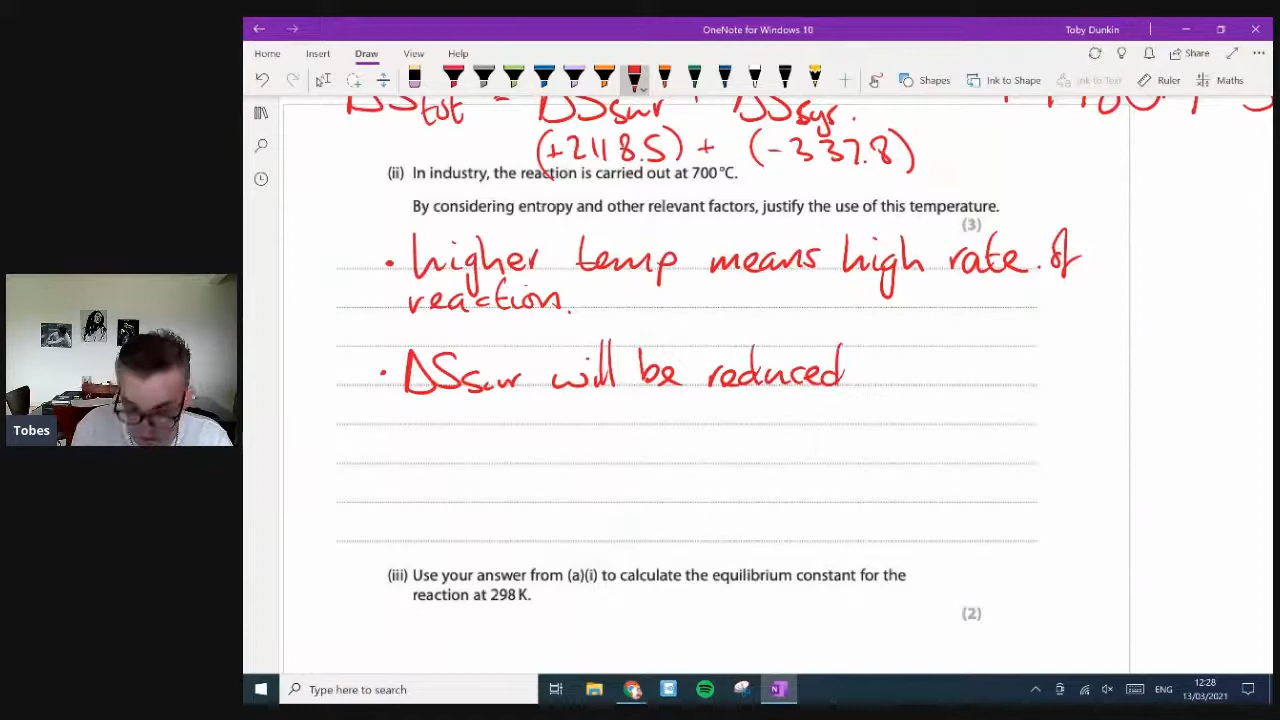 OneNote for Windows 10
Toby Dunkin
Home Insert Draw View Help
Share
Shapes Ink to Shape Ink to Text Ruler Maths
ΔStot = ΔSsur + ΔSsys.
(+2118.5) + (-337.8)
(ii) In industry, the reaction is carried out at 700 °C.
By considering entropy and other relevant factors, justify the use of this temperature.
(3)
• higher temp means high rate of
reaction.
• ΔSsur will be reduced
(iii) Use your answer from (a)(i) to calculate the equilibrium constant for the
reaction at 298 K.
(2)
Tobes
Type here to search
ENG
12:28
13/03/2021